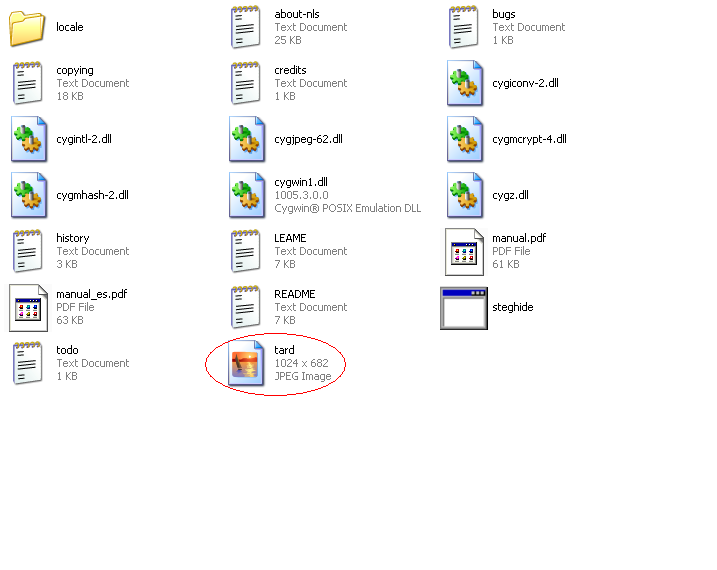 locale
about-nls
Text Document
25 KB
bugs
Text Document
1 KB
copying
Text Document
18 KB
credits
Text Document
1 KB
cygiconv-2.dll
cygintl-2.dll
cygjpeg-62.dll
cygmcrypt-4.dll
cygmhash-2.dll
cygwin1.dll
1005.3.0.0
Cygwin® POSIX Emulation DLL
cygz.dll
history
Text Document
3 KB
LEAME
Text Document
7 KB
manual.pdf
PDF File
61 KB
manual_es.pdf
PDF File
63 KB
README
Text Document
7 KB
steghide
todo
Text Document
1 KB
tard
1024 x 682
JPEG Image